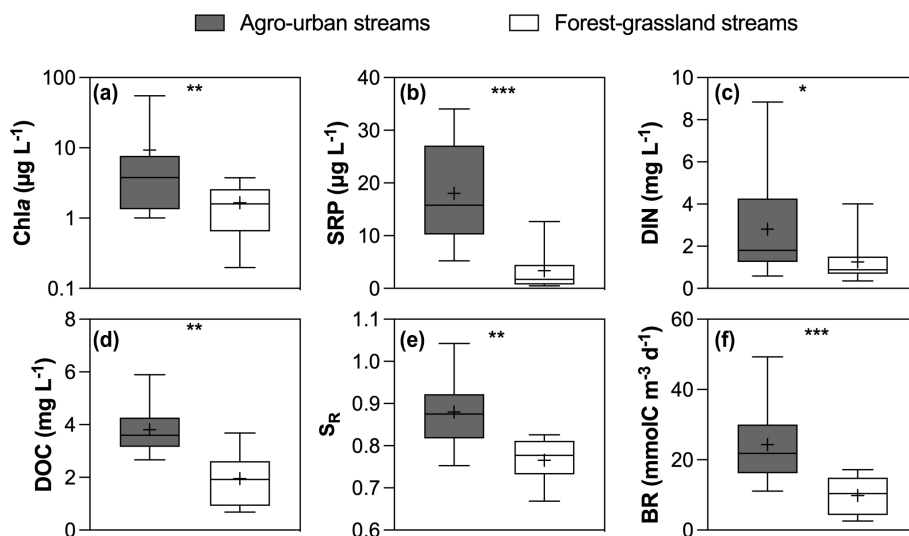 Agro-urban streams Forest-grassland streams
(a) **
Chla (µg L-1)
100
10
1
0.1
(b) ***
SRP (µg L-1)
40
30
20
10
0
(c) *
DIN (mg L-1)
10
8
6
4
2
0
(d) **
DOC (mg L-1)
8
6
4
2
0
(e) **
SR
1.1
1.0
0.9
0.8
0.7
0.6
(f) ***
BR (mmolC m-3 d-1)
60
40
20
0